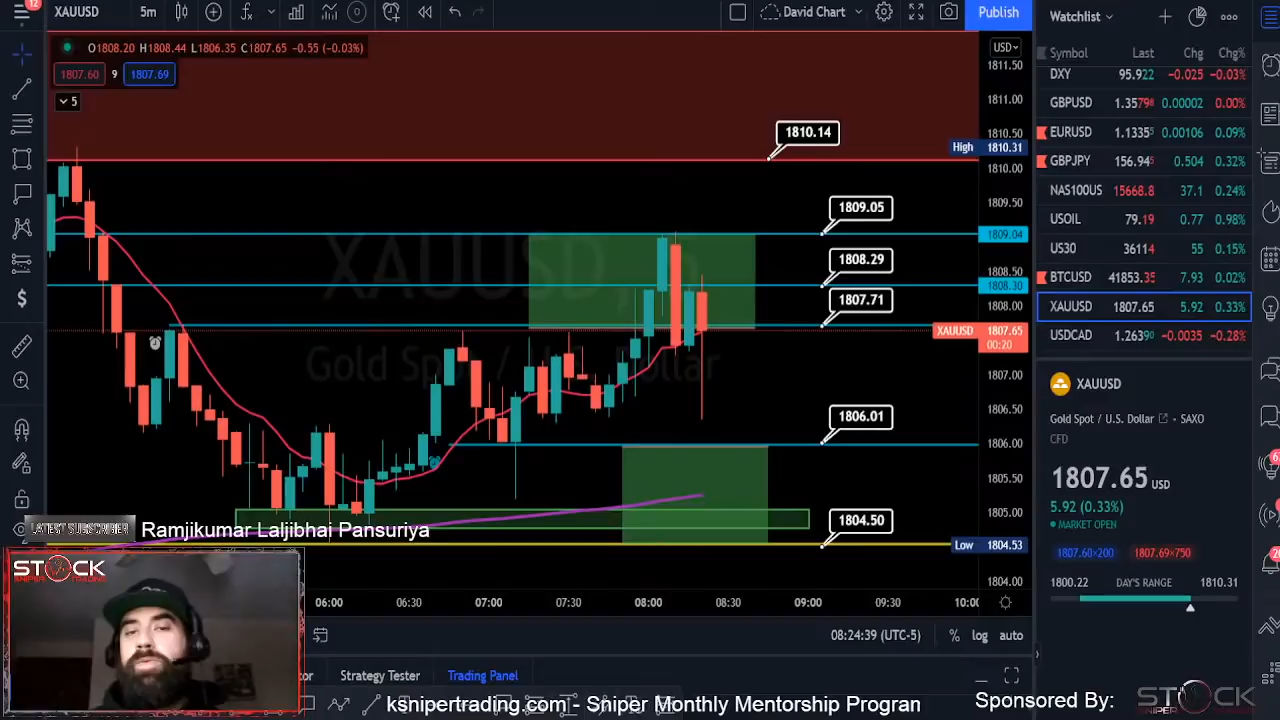 12
XAUUSD 5m David Chart Publish
O1808.20 H1808.44 L1806.35 C1807.65 -0.55 (-0.03%)
1807.60 9 1807.69
5
USD
1811.50
1811.00
1810.50
1810.14
High 1810.31
1810.00
1809.50
1809.05
1809.04
1808.50
1808.29
1808.30
1808.00
1807.71
XAUUSD 1807.65
00:20
XAUUSD, 5
Gold Spot / U.S. Dollar
1807.00
1806.50
1806.01
1806.00
1805.50
1805.00
1804.50
Low 1804.53
1804.00
LATEST SUBSCRIBER Ramjikumar Laljibhai Pansuriya
STOCK
SNIPER TRADING
06:00 06:30 07:00 07:30 08:00 08:30 09:00 09:30 10:00
08:24:39 (UTC-5) % log auto
or Strategy Tester Trading Panel
ksnipertrading.com - Sniper Monthly Mentorship Progran
Sponsored By:
STOCK
SNIPER
Watchlist
Symbol Last Chg Chg%
DXY 95.922 -0.025 -0.03%
GBPUSD 1.35798 0.00002 0.00%
EURUSD 1.13355 0.00106 0.09%
GBPJPY 156.945 0.504 0.32%
NAS100US 15668.8 37.1 0.24%
USOIL 79.19 0.77 0.98%
US30 36114 55 0.15%
BTCUSD 41853.35 7.93 0.02%
XAUUSD 1807.65 5.92 0.33%
USDCAD 1.26390 -0.0035 -0.28%
XAUUSD
Gold Spot / U.S. Dollar SAXO
CFD
1807.65 USD
5.92 (0.33%)
MARKET OPEN
1807.60×200 1807.69×750
1800.22 DAY'S RANGE 1810.31